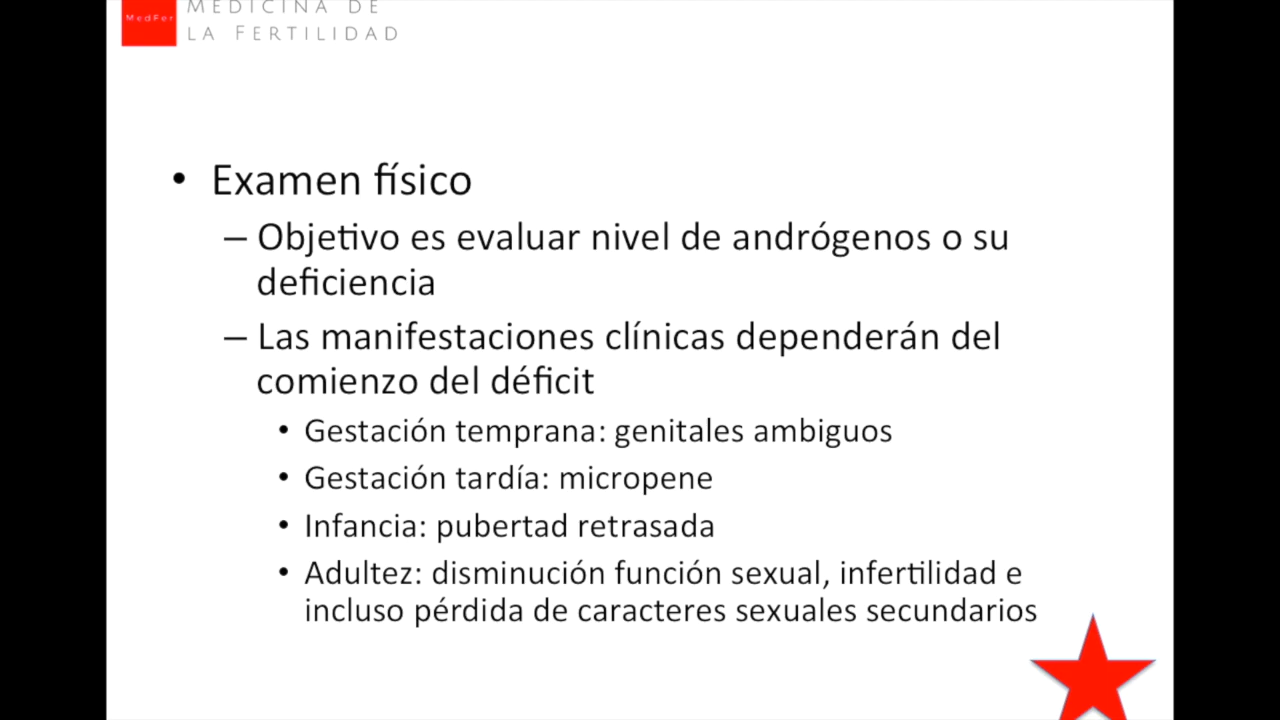 MedFer
MEDICINA DE
LA FERTILIDAD
• Examen físico
– Objetivo es evaluar nivel de andrógenos o su
deficiencia
– Las manifestaciones clínicas dependerán del
comienzo del déficit
• Gestación temprana: genitales ambiguos
• Gestación tardía: micropene
• Infancia: pubertad retrasada
• Adultez: disminución función sexual, infertilidad e
incluso pérdida de caracteres sexuales secundarios